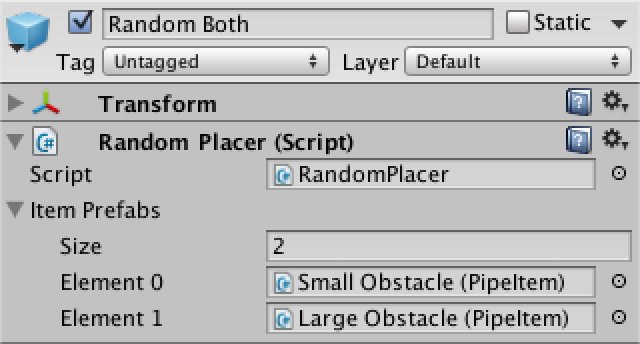 Random Both Static
Tag Untagged Layer Default
Transform
C# Random Placer (Script)
Script C# RandomPlacer
Item Prefabs
Size 2
Element 0 C# Small Obstacle (PipeItem)
Element 1 C# Large Obstacle (PipeItem)